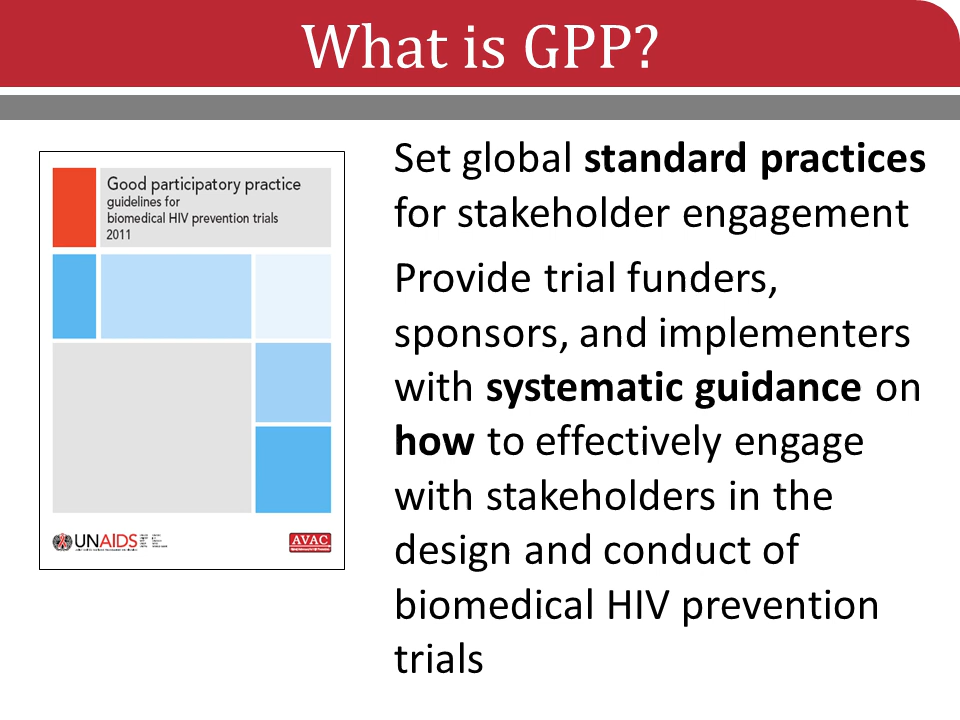 What is GPP?
Good participatory practice
guidelines for
biomedical HIV prevention trials
2011
UNAIDS
AVAC
Set global standard practices
for stakeholder engagement
Provide trial funders,
sponsors, and implementers
with systematic guidance on
how to effectively engage
with stakeholders in the
design and conduct of
biomedical HIV prevention
trials